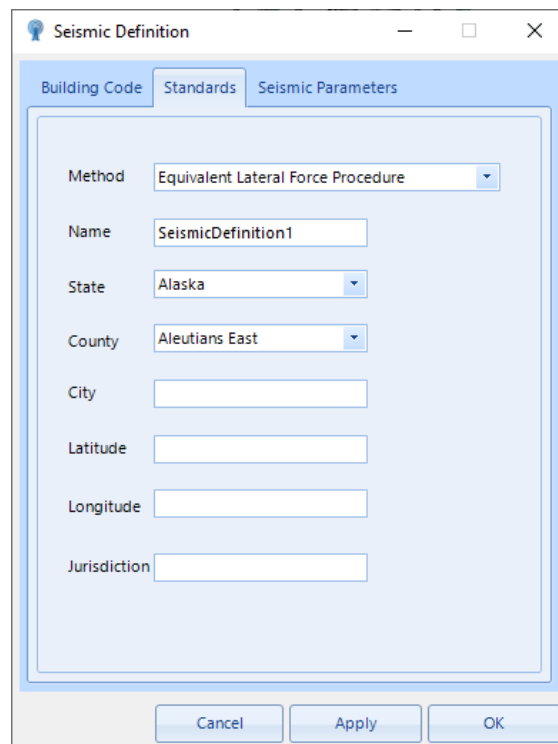 Seismic Definition
Building Code Standards Seismic Parameters
Method Equivalent Lateral Force Procedure
Name SeismicDefinition1
State Alaska
County Aleutians East
City
Latitude
Longitude
Jurisdiction
Cancel Apply OK